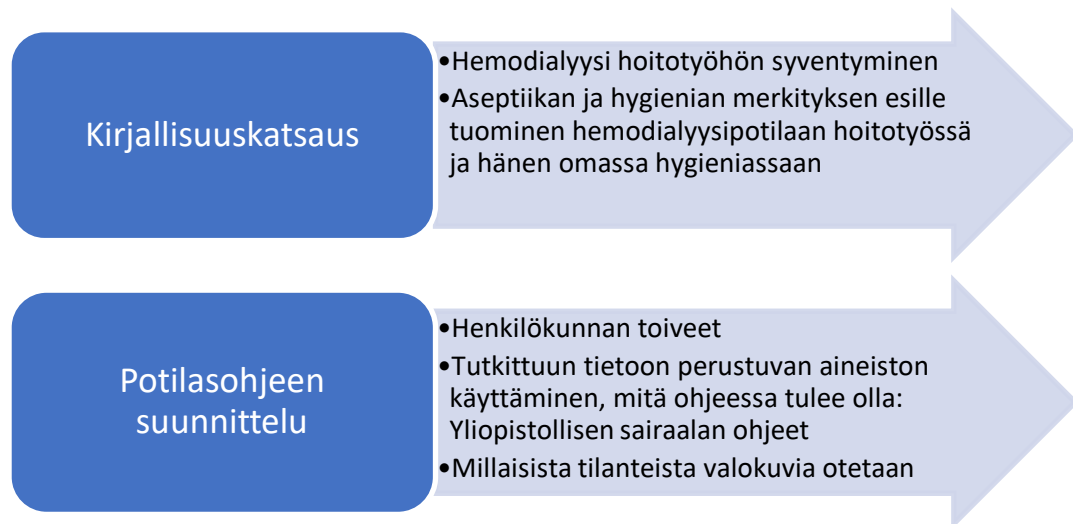 Kirjallisuuskatsaus
•Hemodialyysi hoitotyöhön syventyminen
•Aseptiikan ja hygienian merkityksen esille
tuominen hemodialyysipotilaan hoitotyössä
ja hänen omassa hygieniassaan
Potilasohjeen
suunnittelu
•Henkilökunnan toiveet
•Tutkittuun tietoon perustuvan aineiston
käyttäminen, mitä ohjeessa tulee olla:
Yliopistollisen sairaalan ohjeet
•Millaisista tilanteista valokuvia otetaan